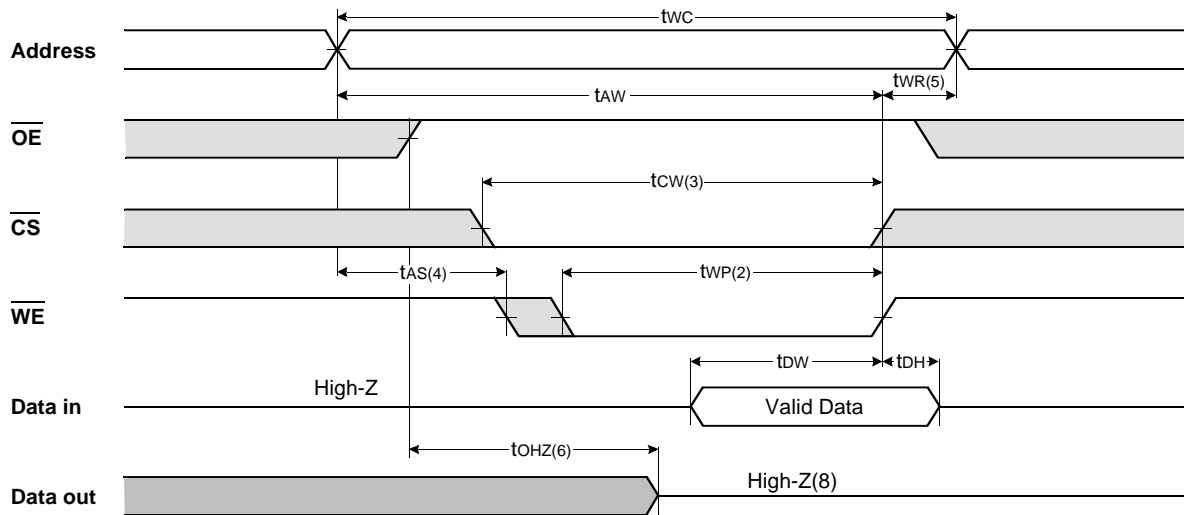 tWC
Address
tAW
tWR(5)
OE
tCW(3)
CS
tAS(4)
tWP(2)
WE
tDW
tDH
High-Z
Data in
Valid Data
tOHZ(6)
High-Z(8)
Data out